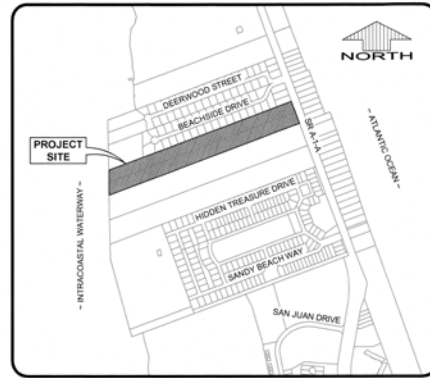 NORTH
DEERWOOD STREET
BEACHSIDE DRIVE
SR A-1-A
~ ATLANTIC OCEAN~
PROJECT
SITE
~ INTRACOASTAL WATERWAY ~
HIDDEN TREASURE DRIVE
SANDY BEACH WAY
SAN JUAN DRIVE